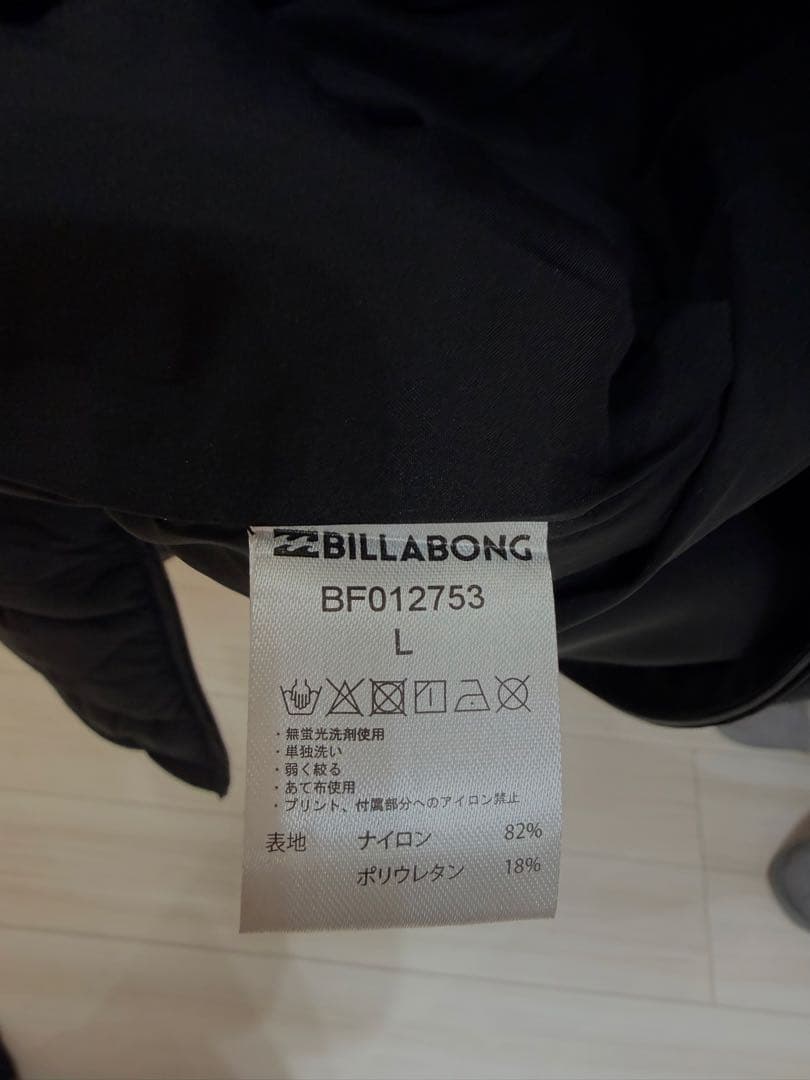 BILLABONG
BF012753
L
・無蛍光洗剤使用
・単独洗い
・弱く絞る
・あて布使用
・プリント、付属部分へのアイロン禁止
表地 ナイロン 82%
ポリウレタン 18%